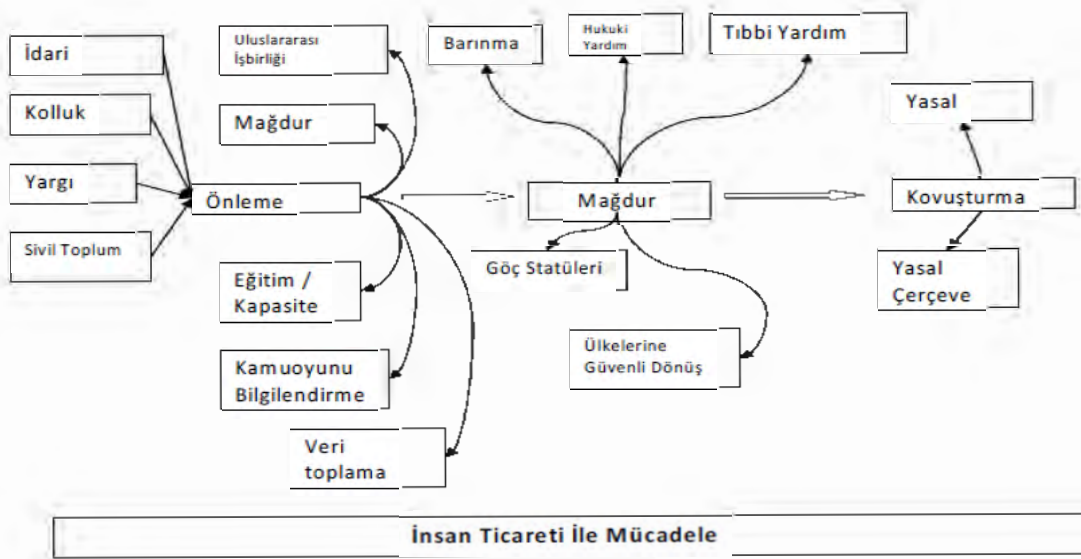 İdari
Kolluk
Yargı
Sivil Toplum
Önleme
Uluslararası
İşbirliği
Mağdur
Eğitim /
Kapasite
Kamuoyunu
Bilgilendirme
Veri
toplama
Barınma
Hukuki
Yardım
Tıbbi Yardım
Mağdur
Göç Statüleri
Ülkelerine
Güvenli Dönüş
Yasal
Kovuşturma
Yasal
Çerçeve
İnsan Ticareti İle Mücadele